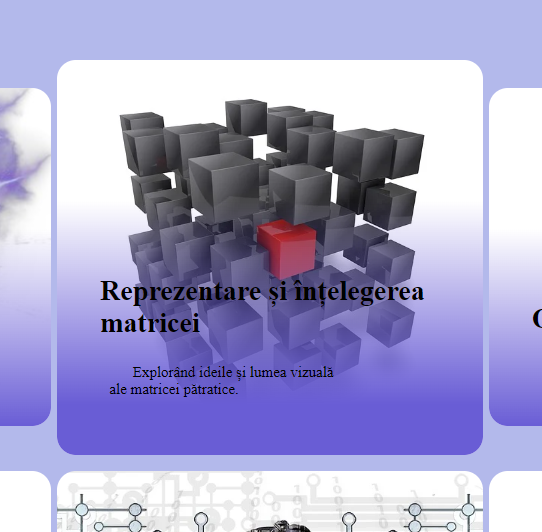 Reprezentare și înțelegerea
matricei
Explorând ideile și lumea vizuală
ale matricei pătratice.